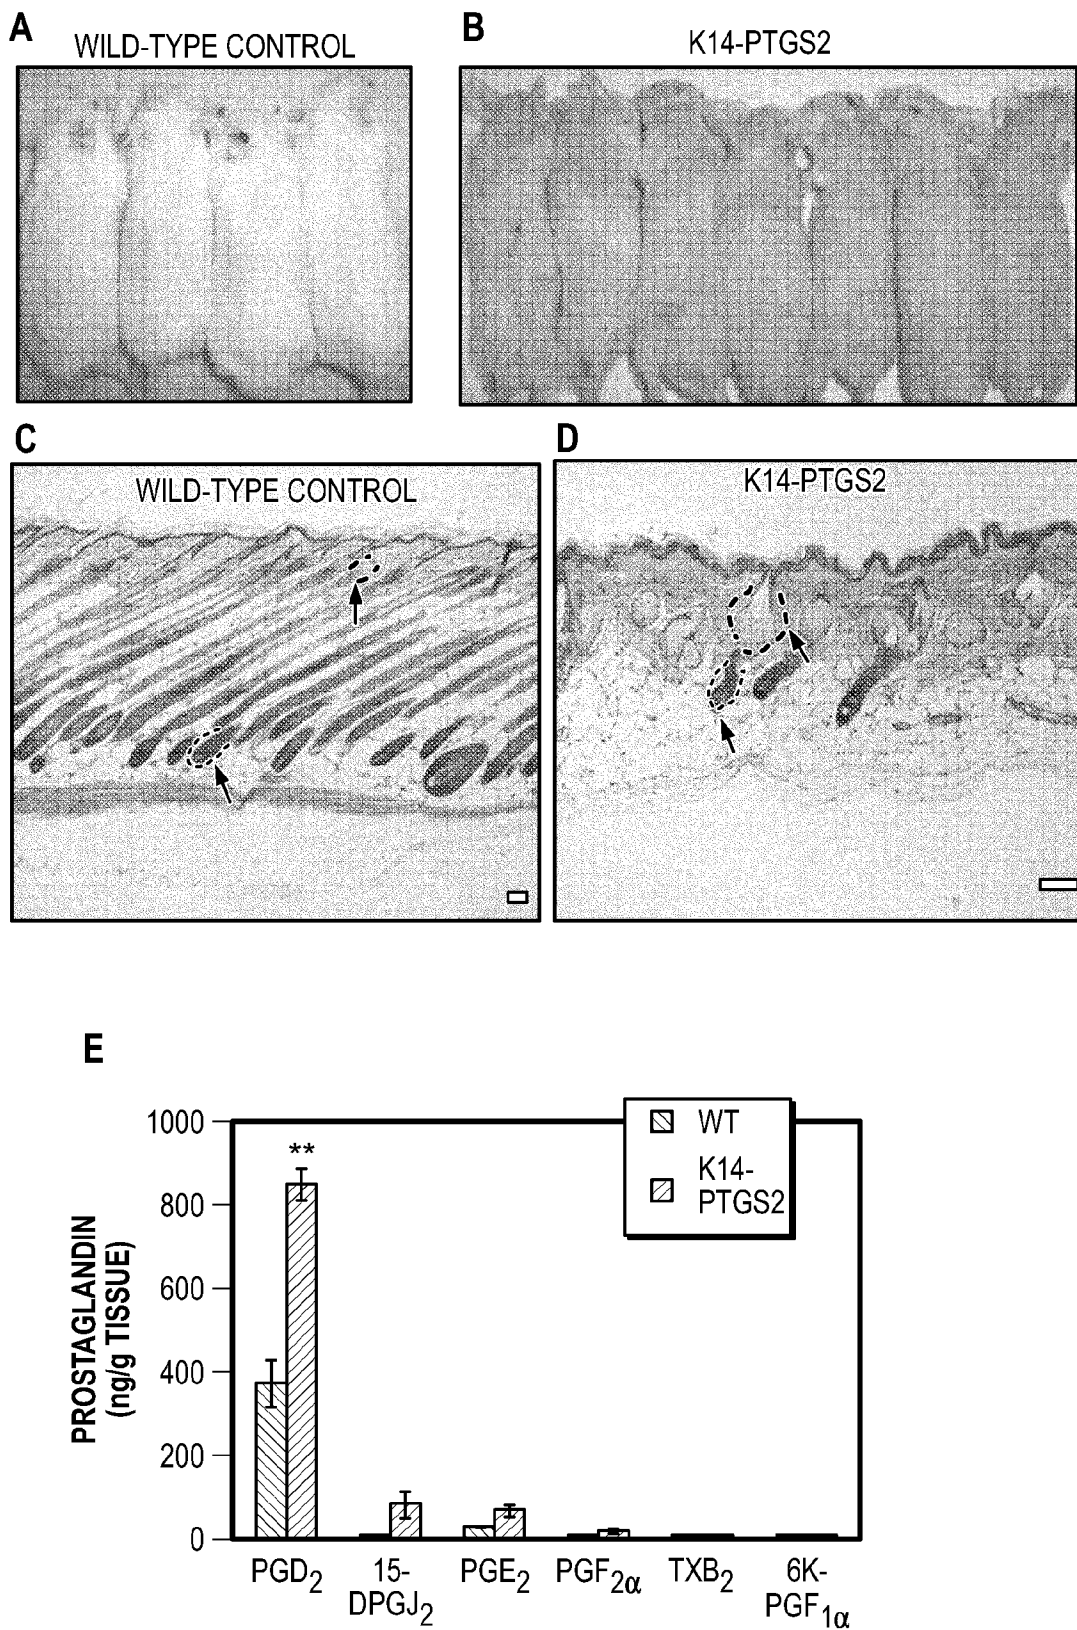 A
WILD-TYPE CONTROL
B
K14-PTGS2
C
WILD-TYPE CONTROL
D
K14-PTGS2
E
PROSTAGLANDIN
(ng/g TISSUE)
1000
800
600
400
200
0
**
WT
K14-
PTGS2
PGD2
15-
DPGJ2
PGE2
PGF2α
TXB2
6K-
PGF1α